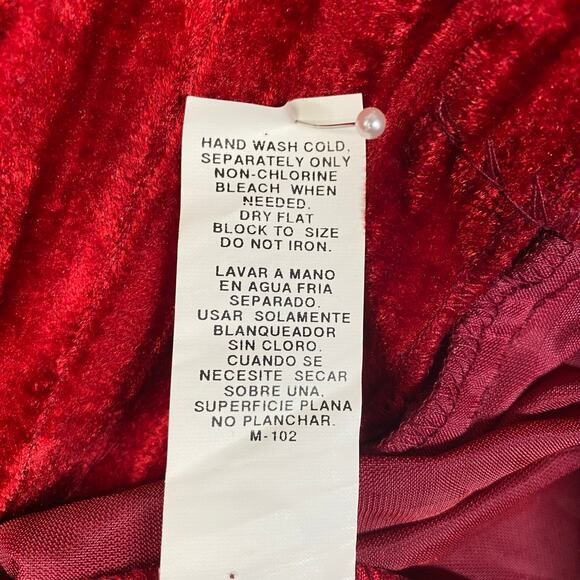 HAND WASH COLD,
SEPARATELY ONLY
NON-CHLORINE
BLEACH WHEN
NEEDED.
DRY FLAT
BLOCK TO SIZE
DO NOT IRON.
LAVAR A MANO
EN AGUA FRIA
SEPARADO.
USAR SOLAMENTE
BLANQUEADOR
SIN CLORO.
CUANDO SE
NECESITE SECAR
SOBRE UNA.
SUPERFICIE PLANA
NO PLANCHAR.
M-102